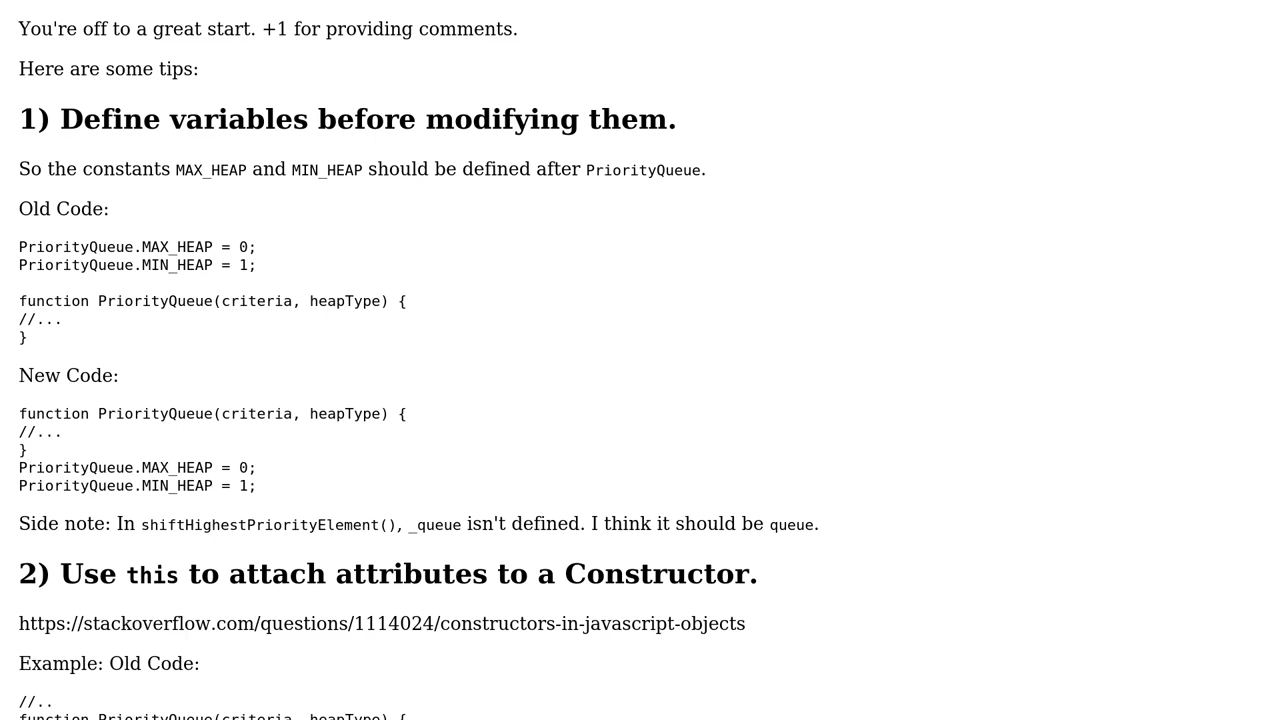 You're off to a great start. +1 for providing comments.
Here are some tips:
1) Define variables before modifying them.
So the constants MAX_HEAP and MIN_HEAP should be defined after PriorityQueue.
Old Code:
PriorityQueue.MAX_HEAP = 0;
PriorityQueue.MIN_HEAP = 1;
function PriorityQueue(criteria, heapType) {
//...
}
New Code:
function PriorityQueue(criteria, heapType) {
//...
}
PriorityQueue.MAX_HEAP = 0;
PriorityQueue.MIN_HEAP = 1;
Side note: In shiftHighestPriorityElement(), _queue isn't defined. I think it should be queue.
2) Use this to attach attributes to a Constructor.
https://stackoverflow.com/questions/1114024/constructors-in-javascript-objects
Example: Old Code:
//..
function PriorityQueue(criteria, heapType) {